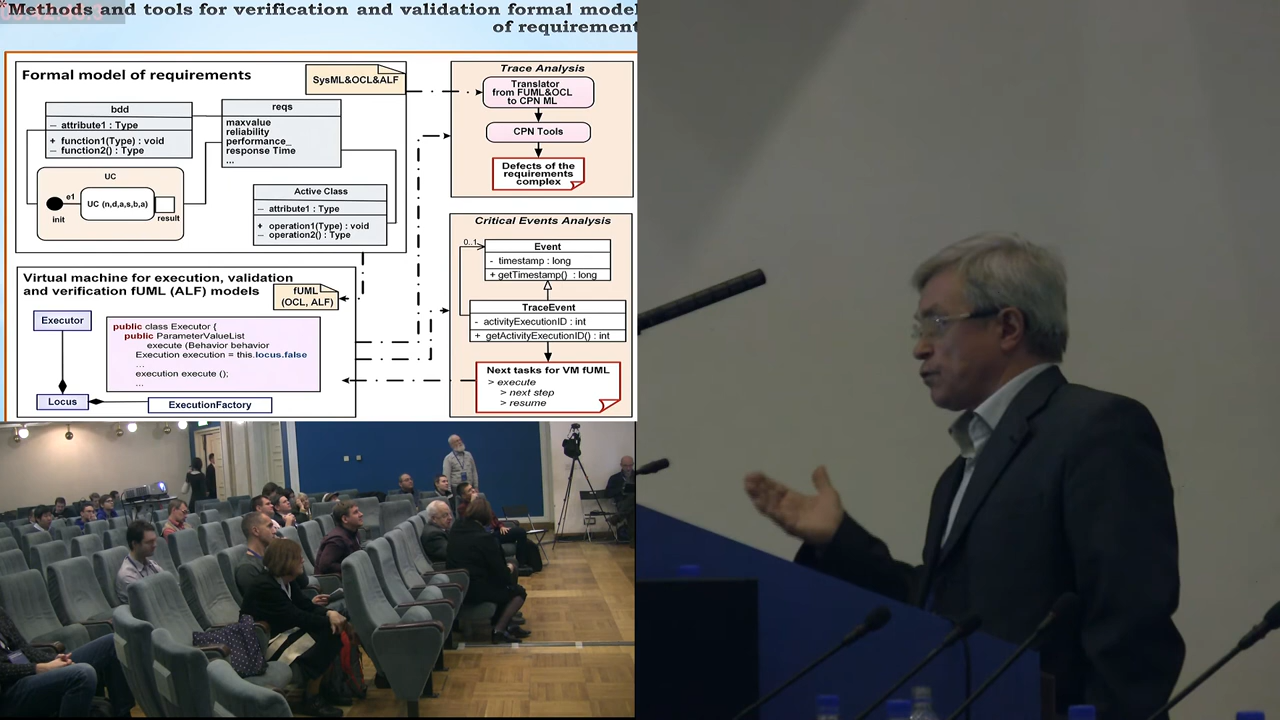 *Methods and tools for verification and validation formal model
of requirement
Formal model of requirements
SysML&OCL&ALF
bdd
– attribute1 : Type
+ function1(Type) : void
– function2() : Type
reqs
maxvalue
reliability
performance_
response Time
...
UC
e1
UC (n,d,a,s,b,a)
init
result
Active Class
– attribute1 : Type
+ operation1(Type) : void
– operation2() : Type
Trace Analysis
Translator
from FUML&OCL
to CPN ML
CPN Tools
Defects of the
requirements
complex
Critical Events Analysis
0..1
Event
- timestamp : long
+ getTimestamp() : long
TraceEvent
- activityExecutionID : int
+ getActivityExecutionID() : int
Next tasks for VM fUML
> execute
> next step
> resume
Virtual machine for execution, validation
and verification fUML (ALF) models
fUML
(OCL, ALF)
Executor
public class Executor {
public ParameterValueList
execute (Behavior behavior
Execution execution = this.locus.false
...
execution execute ();
...
Locus
ExecutionFactory